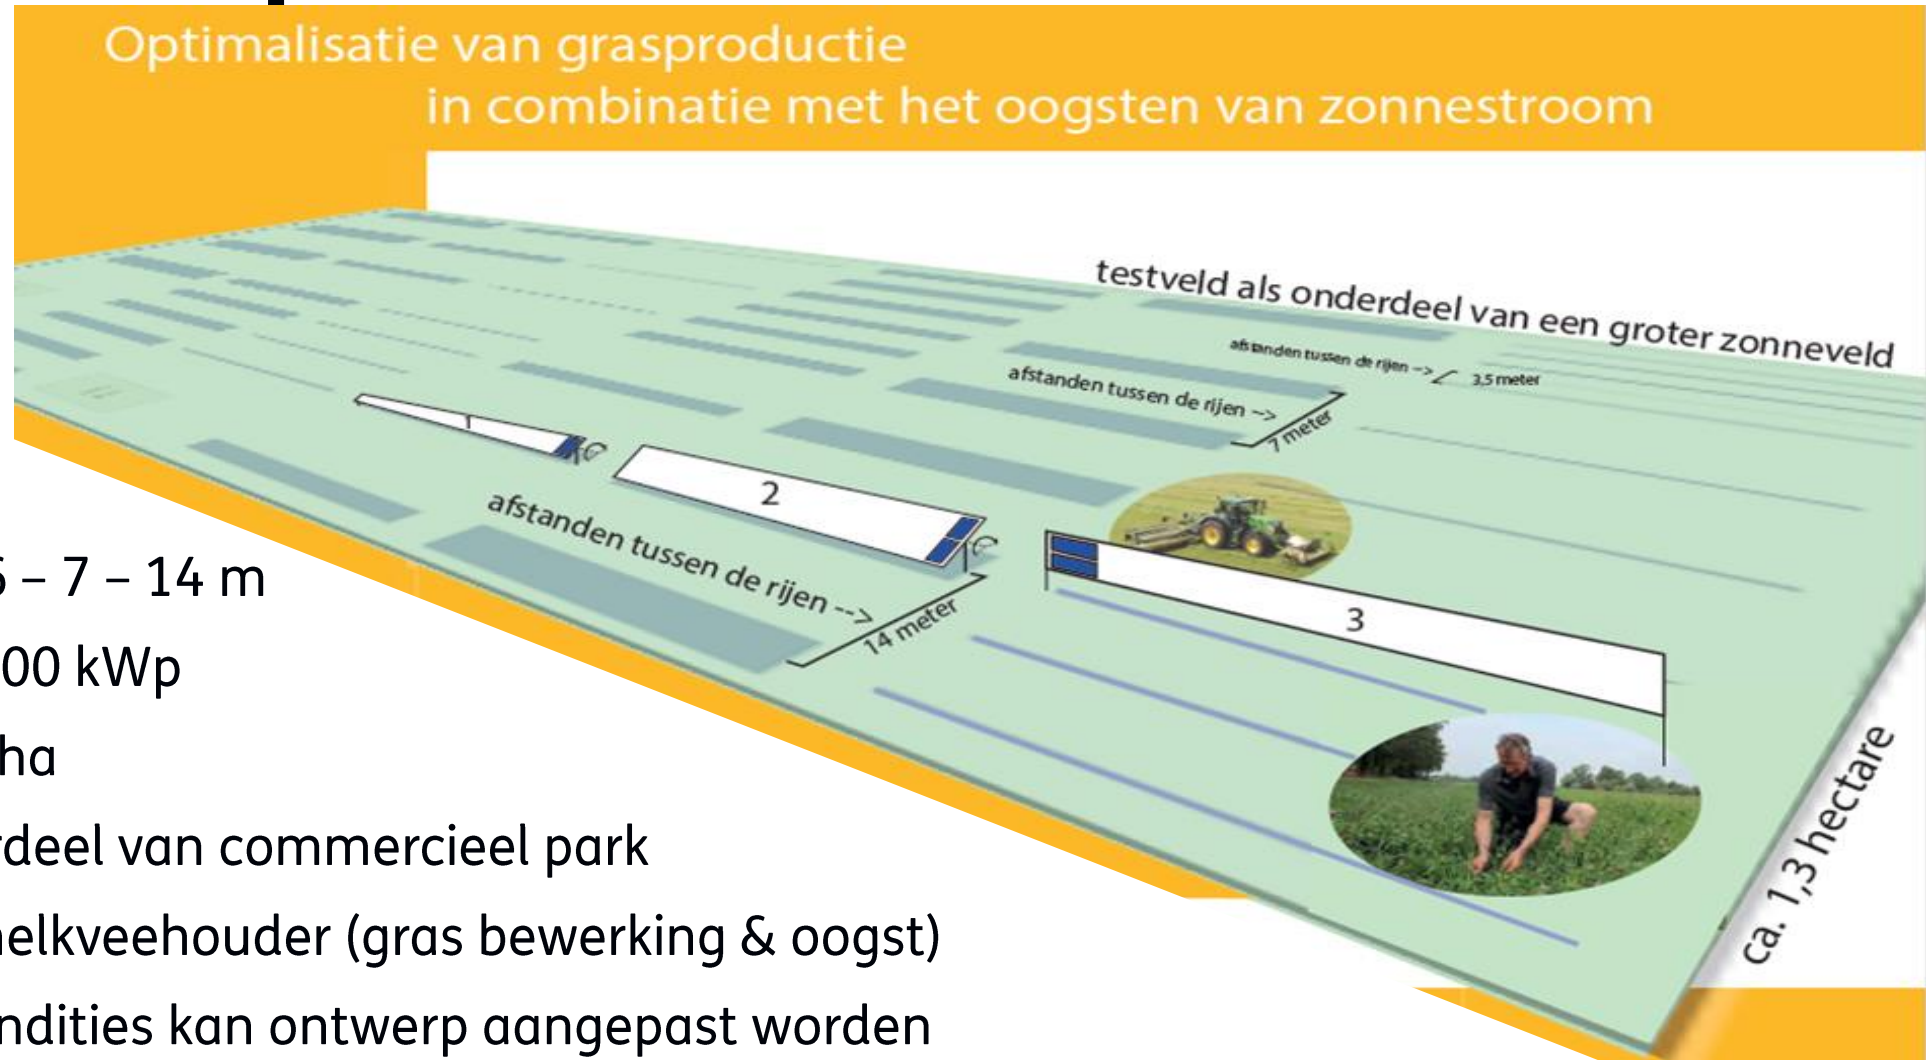 Optimalisatie van grasproductie
in combinatie met het oogsten van zonnestroom
testveld als onderdeel van een groter zonneveld
afstanden tussen de rijen --> 3,5 meter
afstanden tussen de rijen -->
7 meter
1
2
afstanden tussen de rijen -->
14 meter
3
ca. 1,3 hectare
– 7 – 14 m
00 kWp
ha
rdeel van commercieel park
elkveehouder (gras bewerking & oogst)
ndities kan ontwerp aangepast worden